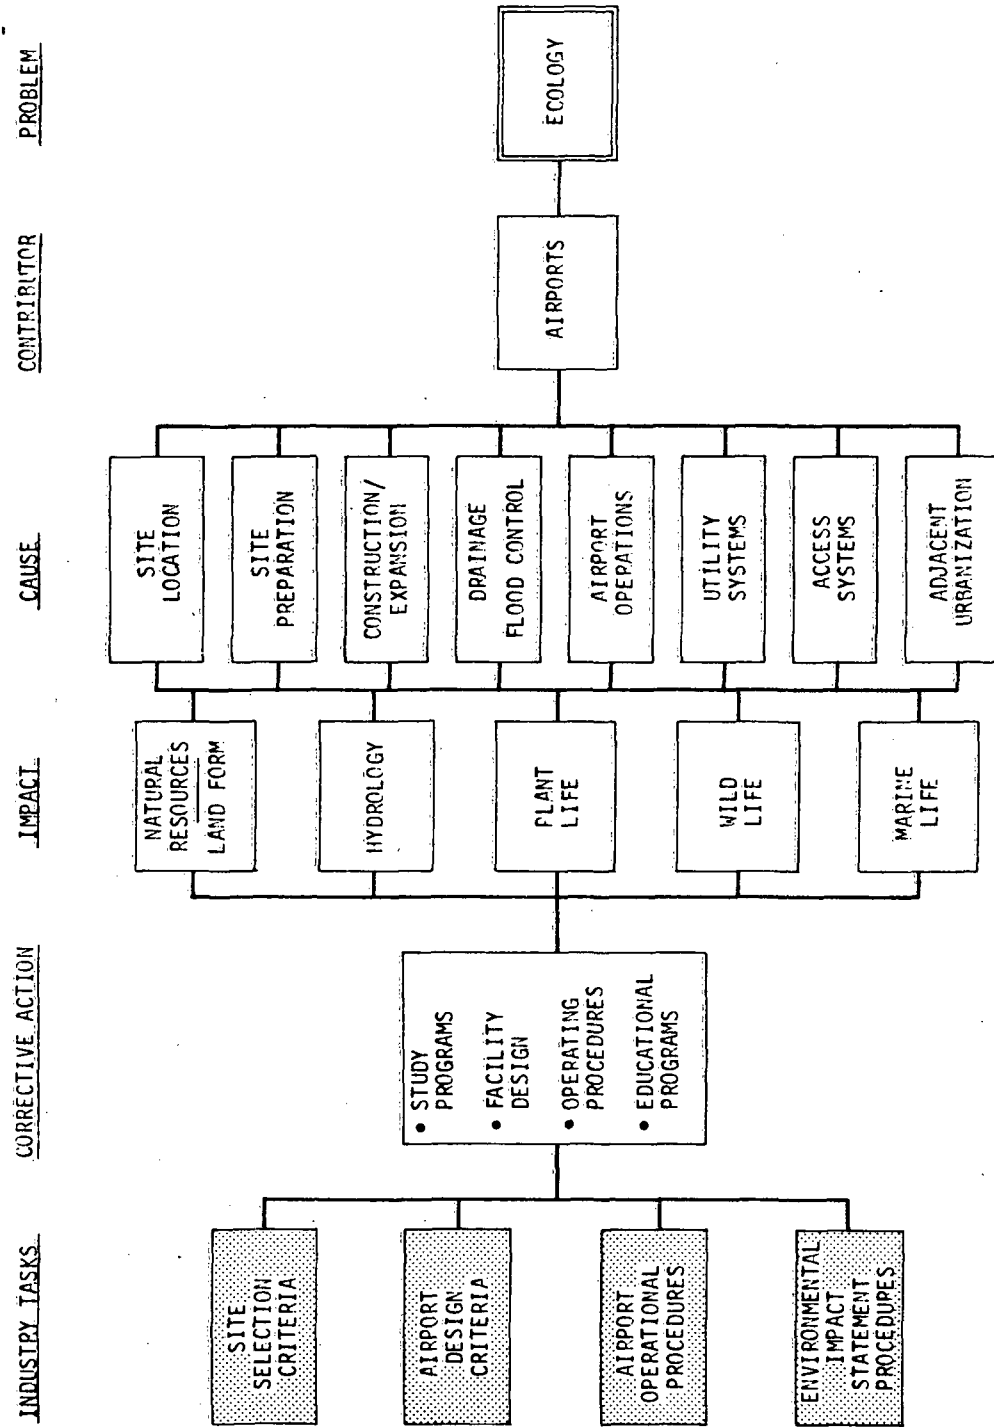 PROBLEM
ECOLOGY
CONTRIBUTOR
AIRPORTS
CAUSE
SITE
LOCATION
SITE
PREPARATION
CONSTRUCTION/
EXPANSION
DRAINAGE
FLOOD CONTROL
AIRPORT
OPERATIONS
UTILITY
SYSTEMS
ACCESS
SYSTEMS
ADJACENT
URBANIZATION
IMPACT
NATURAL
RESOURCES
LAND FORM
HYDROLOGY
PLANT
LIFE
WILD
LIFE
MARINE
LIFE
CORRECTIVE ACTION
• STUDY
PROGRAMS
• FACILITY
DESIGN
• OPERATING
PROCEDURES
• EDUCATIONAL
PROGRAMS
INDUSTRY TASKS
SITE
SELECTION
CRITERIA
AIRPORT
DESIGN
CRITERIA
AIRPORT
OPERATIONAL
PROCEDURES
ENVIRONMENTAL
IMPACT
STATEMENT
PROCEDURES